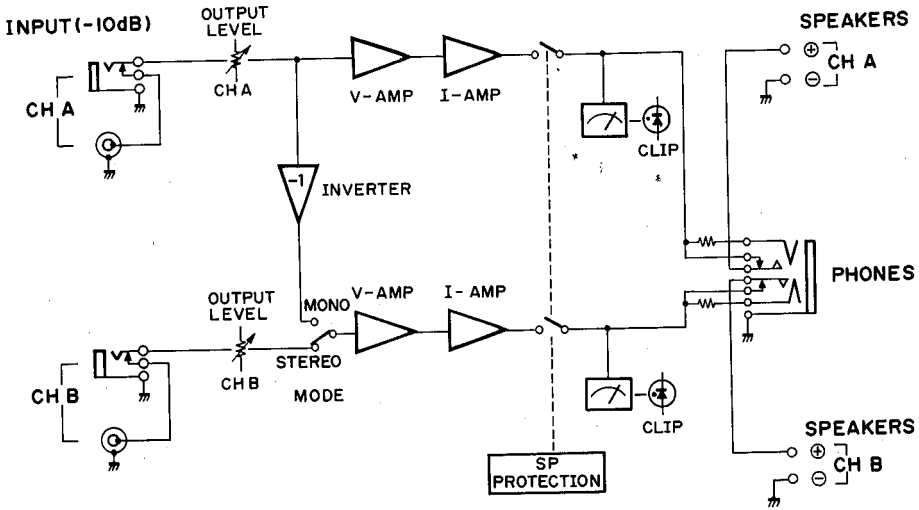 INPUT (-10dB)
OUTPUT
LEVEL
SPEAKERS
⊕
CH A
⊖
CH A
CH A
V-AMP
I-AMP
CLIP
-1
INVERTER
PHONES
OUTPUT
LEVEL
MONO
V-AMP
I-AMP
STEREO
CH B
MODE
CH B
CLIP
SPEAKERS
⊕
CH B
⊖
SP
PROTECTION